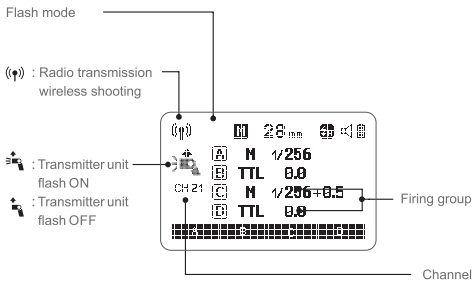 Flash mode
: Radio transmission
wireless shooting
M 28mm
A M 1/256
: Transmitter unit
flash ON
B TTL 0.0
CH 21
C M 1/256+0.5
: Transmitter unit
flash OFF
D TTL 0.0
Firing group
A B C D
Channel